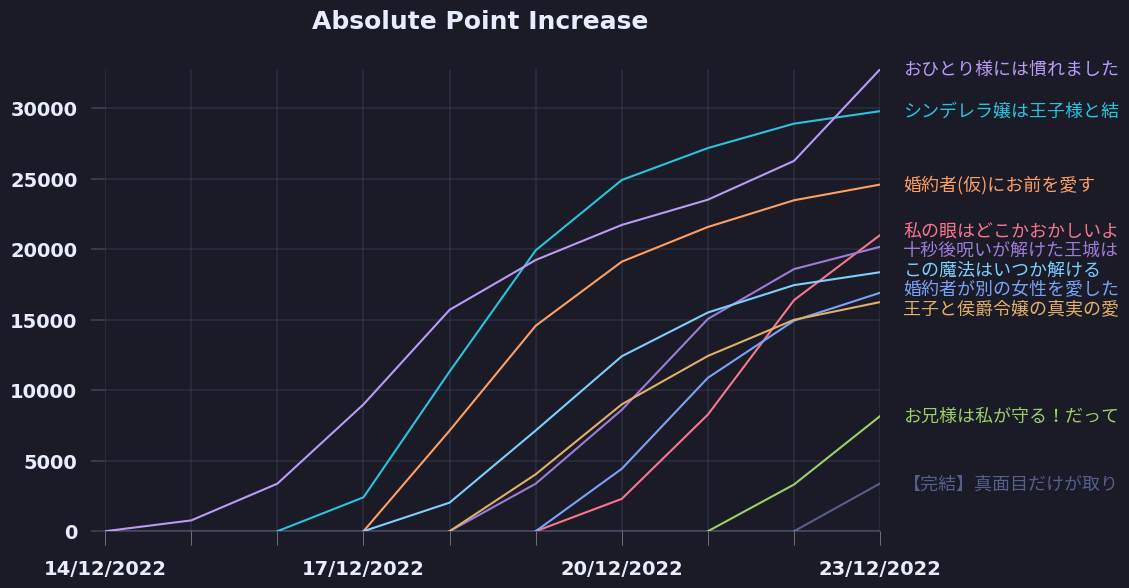 Absolute Point Increase
おひとり様には慣れました
シンデレラ嬢は王子様と結
婚約者(仮)にお前を愛す
私の眼はどこかおかしいよ
十秒後呪いが解けた王城は
この魔法はいつか解ける
婚約者が別の女性を愛した
王子と侯爵令嬢の真実の愛
お兄様は私が守る！だって
【完結】真面目だけが取り
30000
25000
20000
15000
10000
5000
0
14/12/2022
17/12/2022
20/12/2022
23/12/2022